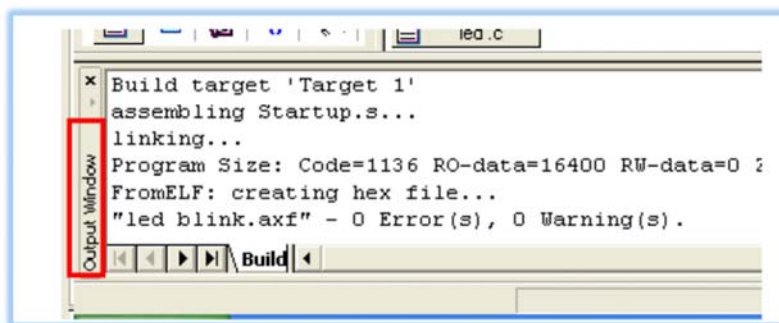 led.c
Build target 'Target 1'
assembling Startup.s...
linking...
Program Size: Code=1136 RO-data=16400 RW-data=0
FromELF: creating hex file...
"led blink.axf" - 0 Error(s), 0 Warning(s).
Output Window
Build